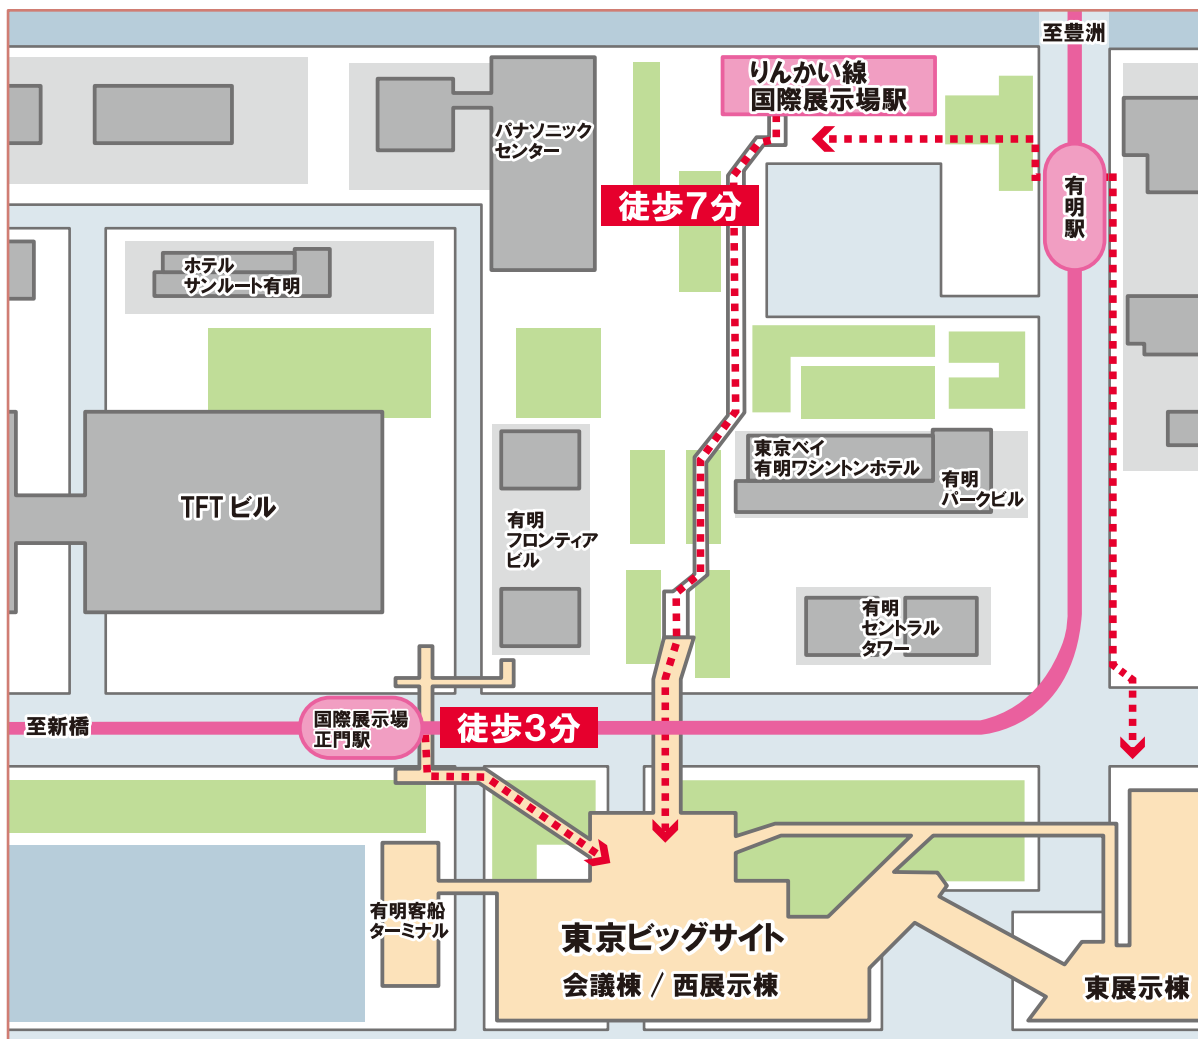 至豊洲
りんかい線
国際展示場駅
パナソニック
センター
有明駅
徒歩7分
ホテル
サンルート有明
東京ベイ
有明ワシントンホテル
有明
パークビル
TFTビル
有明
フロンティア
ビル
有明
セントラル
タワー
至新橋
国際展示場
正門駅
徒歩3分
有明客船
ターミナル
東京ビッグサイト
会議棟 / 西展示棟
東展示棟